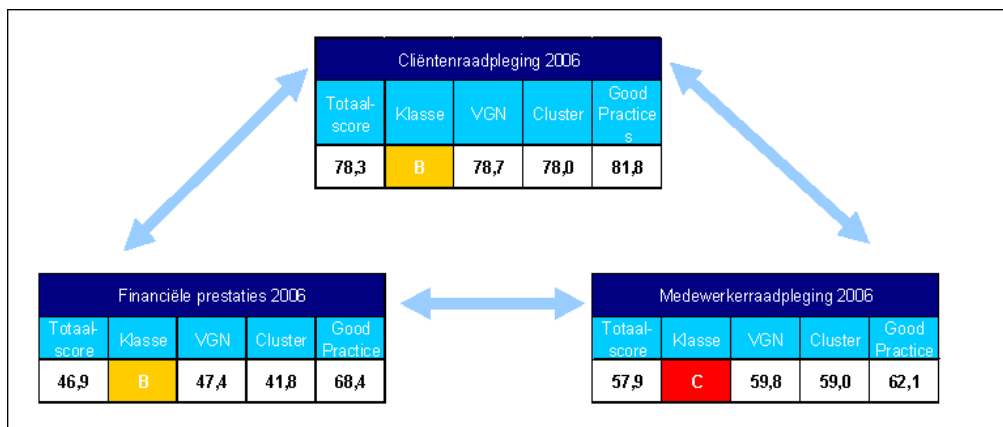 Cliëntenraadpleging 2006
Totaal-
score Klasse VGN Cluster Good
Practice
s
78,3 B 78,7 78,0 81,8
Financiële prestaties 2006
Totaal-
score Klasse VGN Cluster Good
Practice
46,9 B 47,4 41,8 68,4
Medewerkerraadpleging 2006
Totaal-
score Klasse VGN Cluster Good
Practice
57,9 C 59,8 59,0 62,1